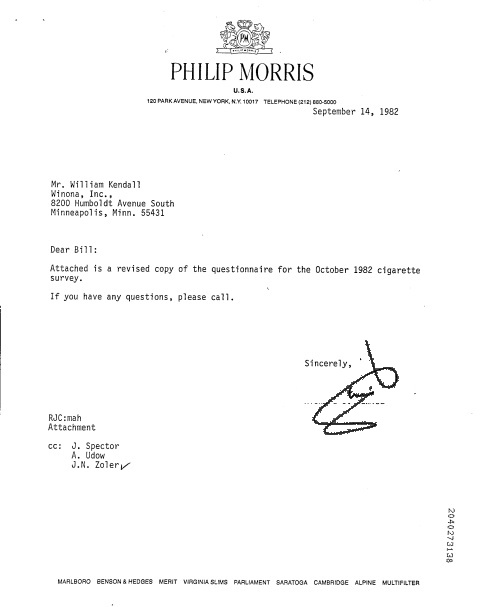 PM
PHILIP MORRIS
U.S.A.
120 PARK AVENUE, NEW YORK, N.Y. 10017 TELEPHONE (212) 880-5000
September 14, 1982
Mr. William Kendall
Winona, Inc.,
8200 Humboldt Avenue South
Minneapolis, Minn. 55431
Dear Bill:
Attached is a revised copy of the questionnaire for the October 1982 cigarette
survey.
If you have any questions, please call.
Sincerely,
RJC:mah
Attachment
cc: J. Spector
A. Udow
J.N. Zoler
2040273138
MARLBORO BENSON & HEDGES MERIT VIRGINIA SLIMS PARLIAMENT SARATOGA CAMBRIDGE ALPINE MULTIFILTER